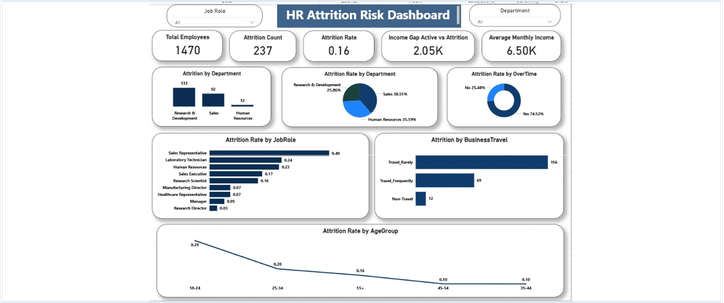 Job Role
All
HR Attrition Risk Dashboard
Department
All
Total Employees
1470
Attrition Count
237
Attrition Rate
0.16
Income Gap Active vs Attrition
2.05K
Average Monthly Income
6.50K
Attrition by Department
133
92
12
Research &
Development
Sales
Human
Resources
Attrition Rate by Department
Research & Development
25.86%
Sales 38.55%
Human Resources 35.59%
Attrition Rate by OverTime
No 25.48%
Yes 74.52%
Attrition Rate by JobRole
Sales Representative 0.40
Laboratory Technician 0.24
Human Resources 0.23
Sales Executive 0.17
Research Scientist 0.16
Manufacturing Director 0.07
Healthcare Representative 0.07
Manager 0.05
Research Director 0.03
Attrition by BusinessTravel
Travel_Rarely 156
Travel_Frequently 69
Non-Travel 12
Attrition Rate by AgeGroup
0.20
0.16
0.10
0.10
18-24
25-34
55+
45-54
35-44